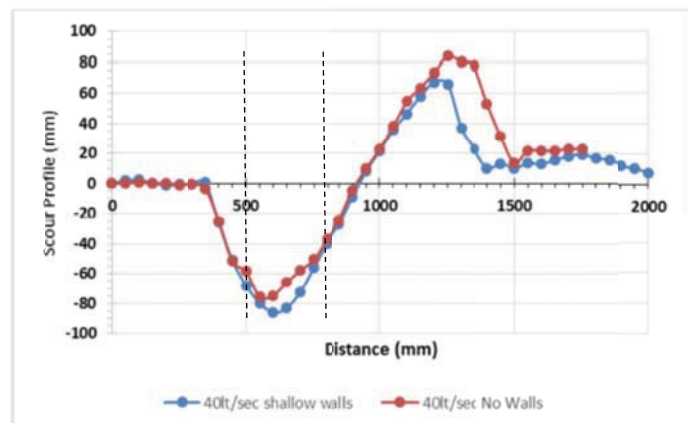 100
80
60
40
20
0
-20
-40
-60
-80
-100
Scour Profile (mm)
0 500 1000 1500 2000
Distance (mm)
40lt/sec shallow walls 40lt/sec No Walls